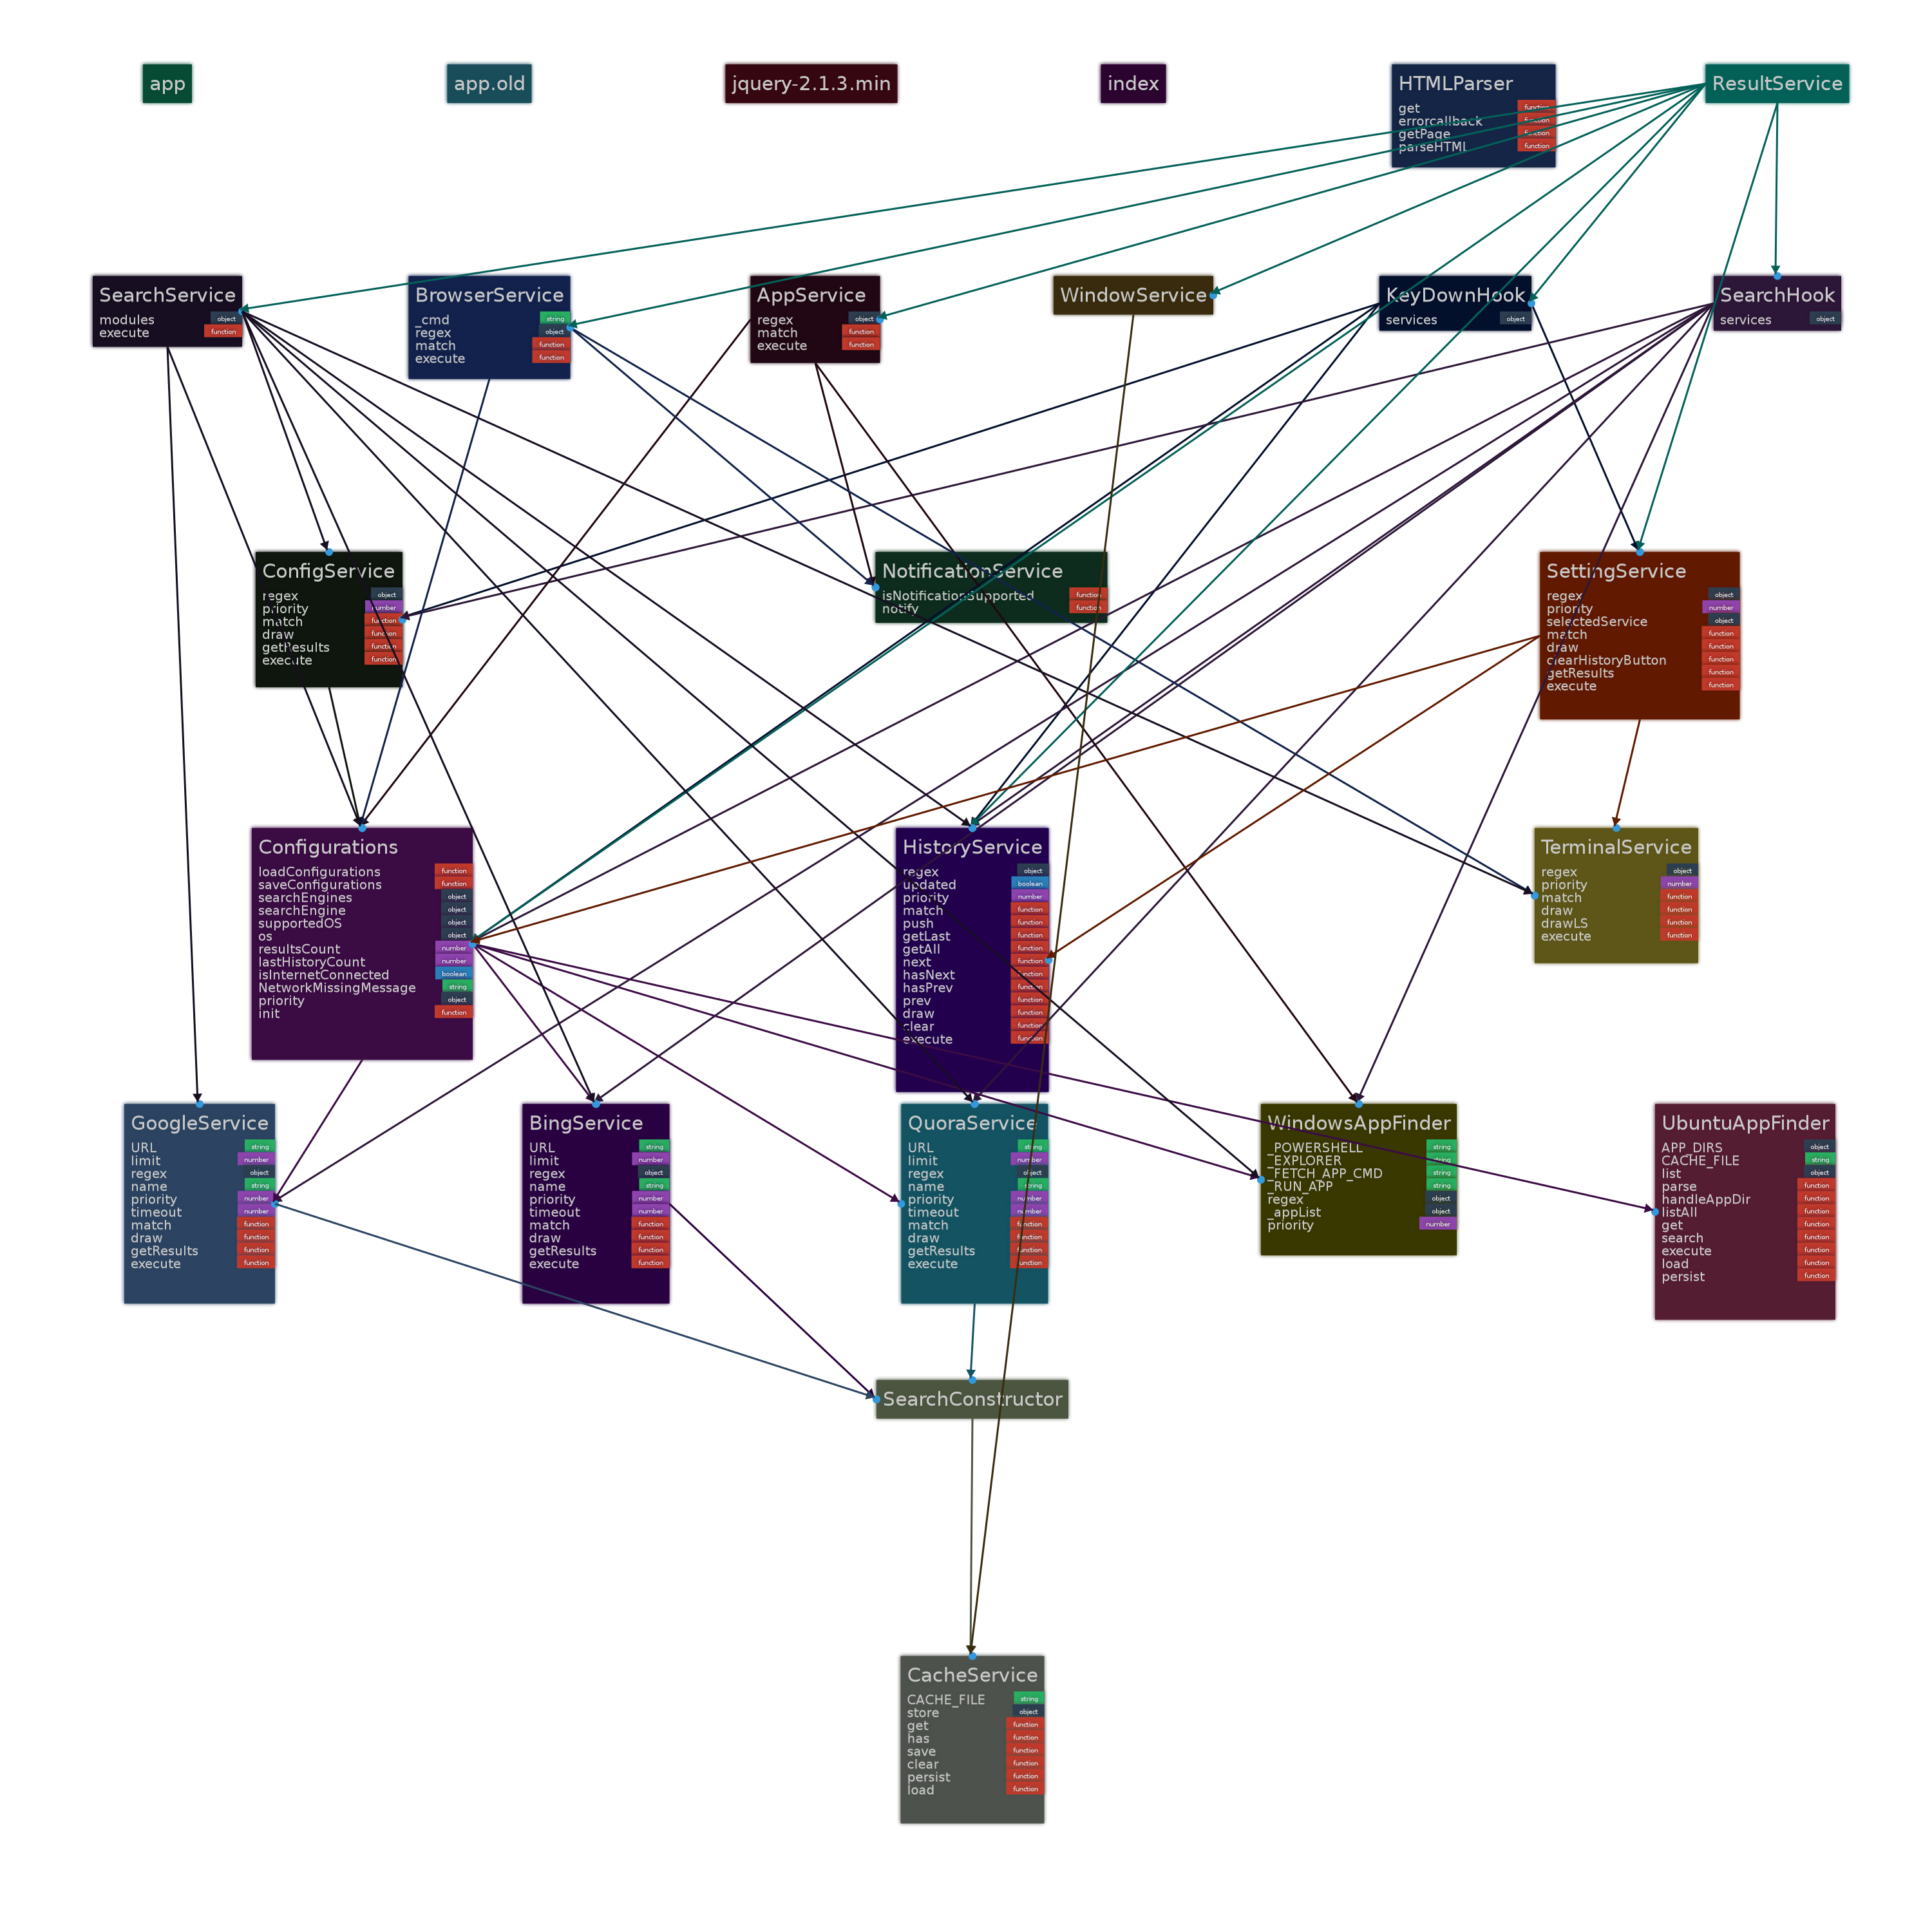 app
app.old
jquery-2.1.3.min
index
HTMLParser
get function
errorcallback function
getPage function
parseHTML function
ResultService
SearchService
modules object
execute function
BrowserService
_cmd string
regex object
match function
execute function
AppService
regex object
match function
execute function
WindowService
KeyDownHook
services object
SearchHook
services object
ConfigService
regex object
priority number
match function
draw function
getResults function
execute function
NotificationService
isNotificationSupported function
notify function
SettingService
regex object
priority number
selectedService object
match function
draw function
clearHistoryButton function
getResults function
execute function
Configurations
loadConfigurations function
saveConfigurations function
searchEngines object
searchEngine object
supportedOS object
os object
resultsCount number
lastHistoryCount number
isInternetConnected boolean
NetworkMissingMessage string
priority object
init function
HistoryService
regex object
updated boolean
priority number
match function
push function
getLast function
getAll function
next function
hasNext function
hasPrev function
prev function
draw function
clear function
execute function
TerminalService
regex object
priority number
match function
draw function
drawLS function
execute function
GoogleService
URL string
limit number
regex object
name string
priority number
timeout number
match function
draw function
getResults function
execute function
BingService
URL string
limit number
regex object
name string
priority number
timeout number
match function
draw function
getResults function
execute function
QuoraService
URL string
limit number
regex object
name string
priority number
timeout number
match function
draw function
getResults function
execute function
WindowsAppFinder
_POWERSHELL string
_EXPLORER string
_FETCH_APP_CMD string
_RUN_APP string
regex object
_appList object
priority number
UbuntuAppFinder
APP_DIRS object
CACHE_FILE string
list object
parse function
handleAppDir function
listAll function
get function
search function
execute function
load function
persist function
SearchConstructor
CacheService
CACHE_FILE string
store object
get function
has function
save function
clear function
persist function
load function